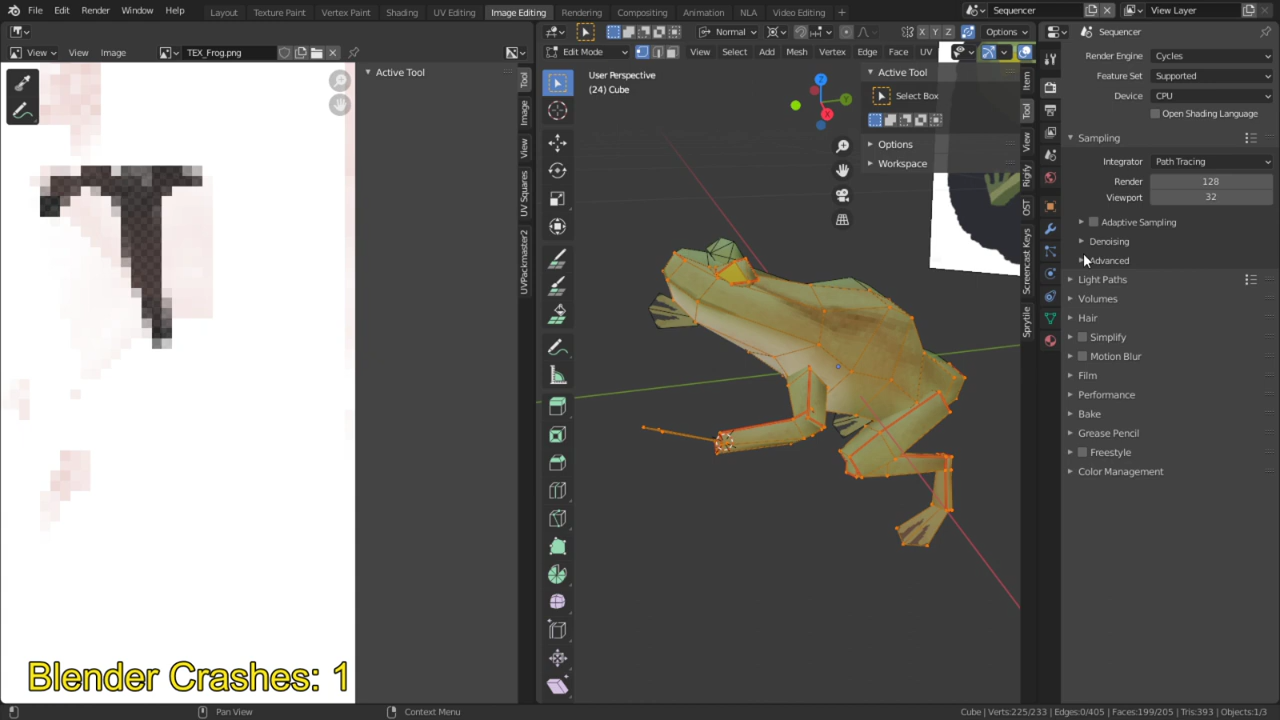 File Edit Render Window Help Layout Texture Paint Vertex Paint Shading UV Editing Image Editing Rendering Compositing Animation NLA Video Editing + Sequencer View Layer
View View Image TEX_Frog.png
Active Tool
Tool
Image
View
UV Squares
UVPackmaster2
Normal Options
Edit Mode View Select Add Mesh Vertex Edge Face UV
User Perspective
(24) Cube
Z
Y
X
X Y Z
Active Tool
Select Box
Options
Workspace
Item
Tool
View
Rigify
OST
Screencast Keys
Sprytile
Sequencer
Render Engine Cycles
Feature Set Supported
Device CPU
Open Shading Language
Sampling
Integrator Path Tracing
Render 128
Viewport 32
Adaptive Sampling
Denoising
Advanced
Light Paths
Volumes
Hair
Simplify
Motion Blur
Film
Performance
Bake
Grease Pencil
Freestyle
Color Management
Blender Crashes: 1
Pan View Context Menu Cube | Verts:225/233 | Edges:0/405 | Faces:199/205 | Tris:393 | Objects:1/3